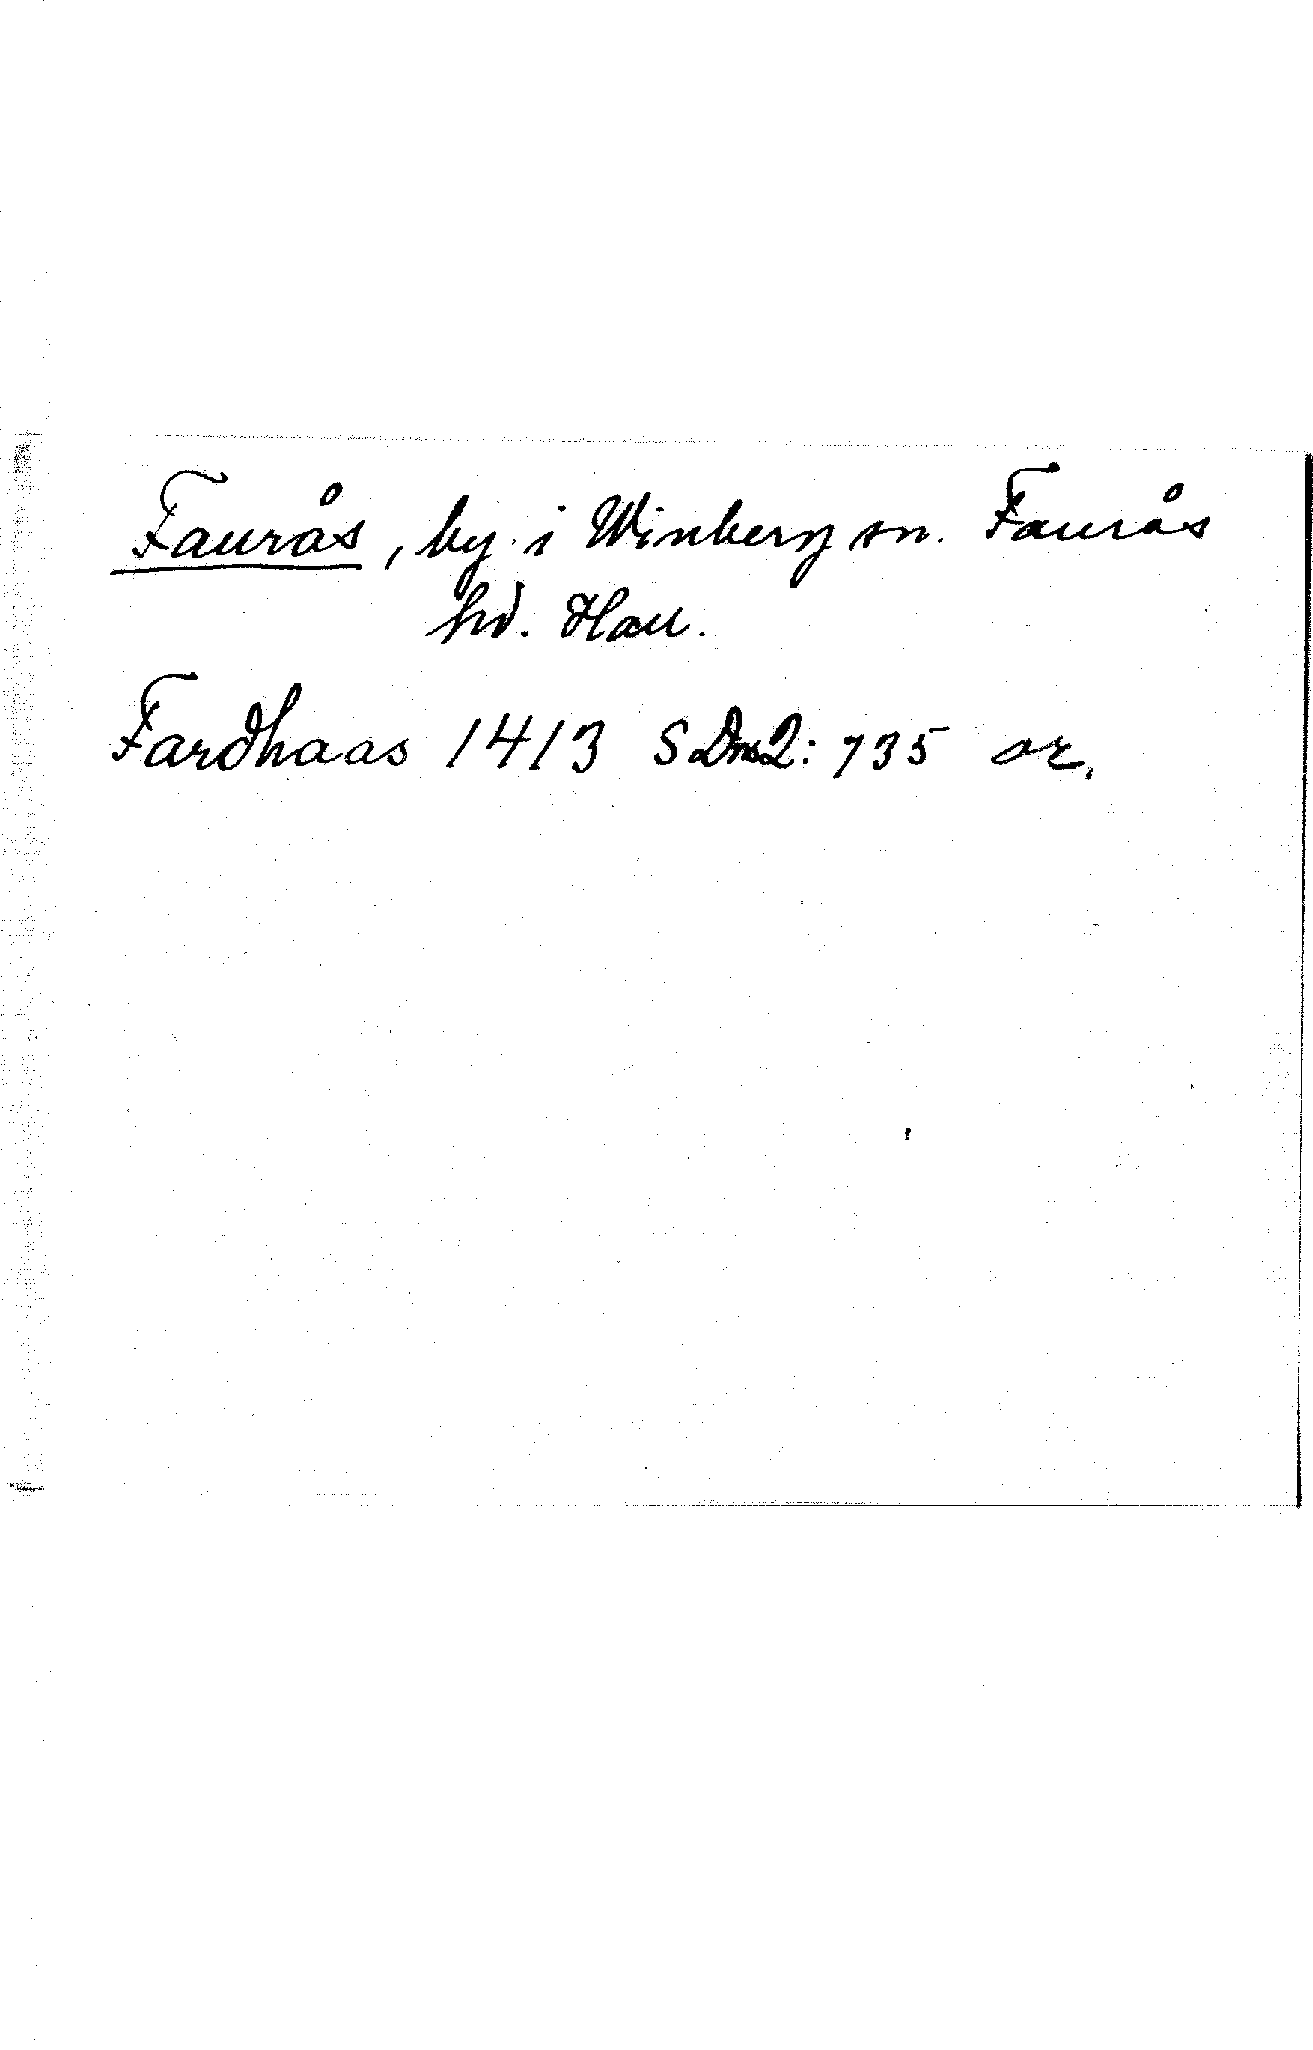 Faurås, by i Winberg sn. Faurås
hd. Hall.
Fardhaas 1413 SDns2: 735 or.